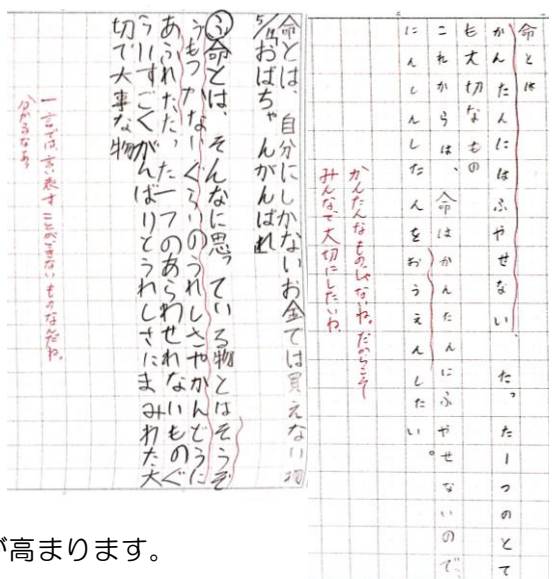 命とは
かんたんにはふやせない、たった一つのとて
も大切なもの
これからは、命はかんたんにふやせないので、
にんしんした人をおうえんしたい。
かんたんなものじゃないね。だからこそ
みんなで大切にしたいね。
命とは、自分にしかないお金では買えない物
5/14おばちゃんがんばれ
命とは、そんなに思っている物とはそうぞ
うもつかないぐらいのうれしさやかんどうに
あふれたたった一つのあらわせれないものぐ
らいすごくがんばりとうれしさにまみれた大
切で大事な物
一言では、言い表すことができないものなんだね。
分かるなあ。
が高まります。